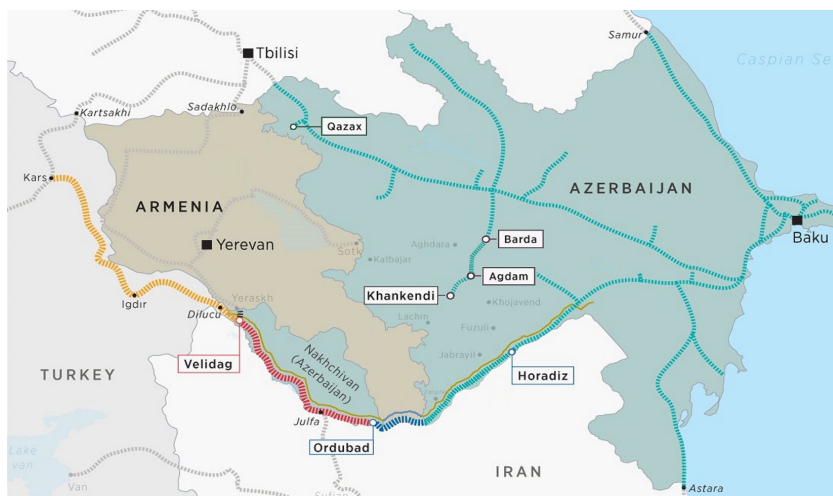 Samur
Caspian Se
Tbilisi
Kartsakhi
Sadakhlo
Qazax
Kars
ARMENIA
AZERBAIJAN
Baku
Yerevan
Sotk
Aghdara
Kalbajar
Barda
Agdam
Khankendi
Khojavend
Igdır
Dilucu
Yeraskh
Lachin
Fuzuli
Velidag
Nakhchivan
(Azerbaijan)
Jabrayil
Horadiz
TURKEY
Julfa
Ordubad
Lake
van
Van
IRAN
Astara